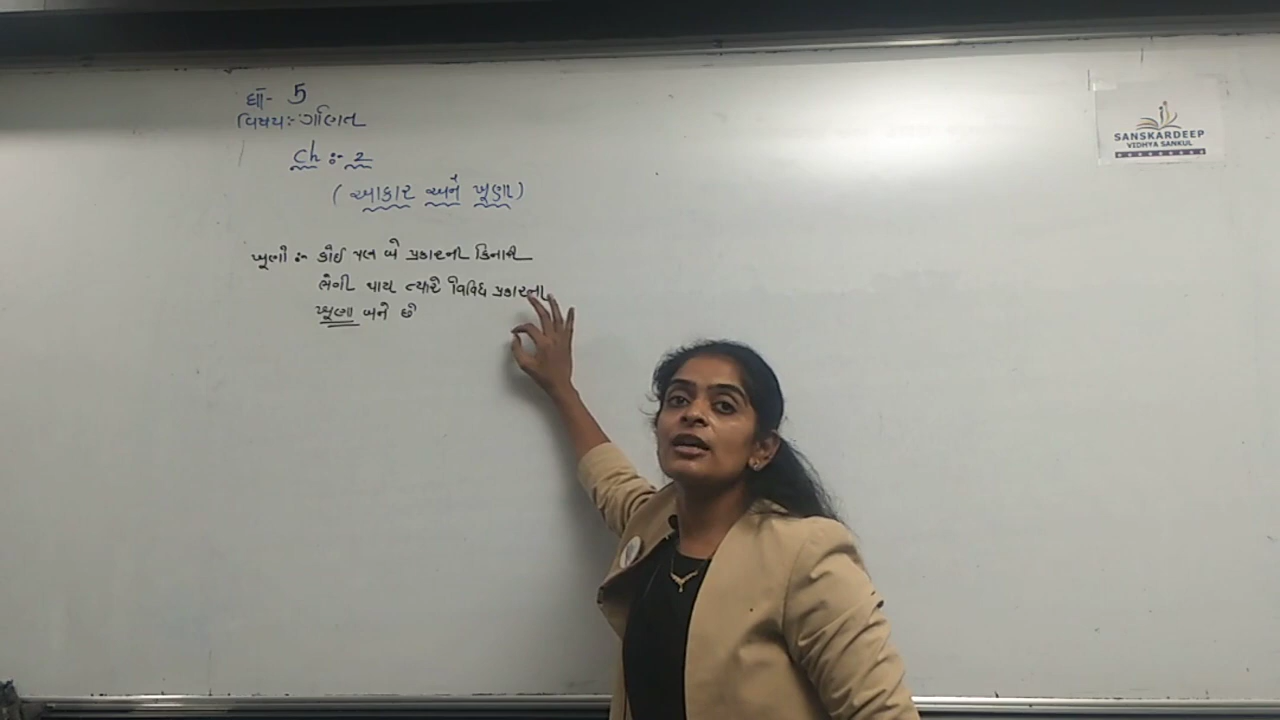 ધો- 5
વિષય:- ગણિત
Ch :- 2
( આકાર અને ખૂણા )
ખૂણો :- કોઈ પણ બે પ્રકારની કિનારી
ભેગી થાય ત્યારે વિવિધ પ્રકારના
ખૂણા બને છે
SANSKARDEEP
VIDHYA SANKUL